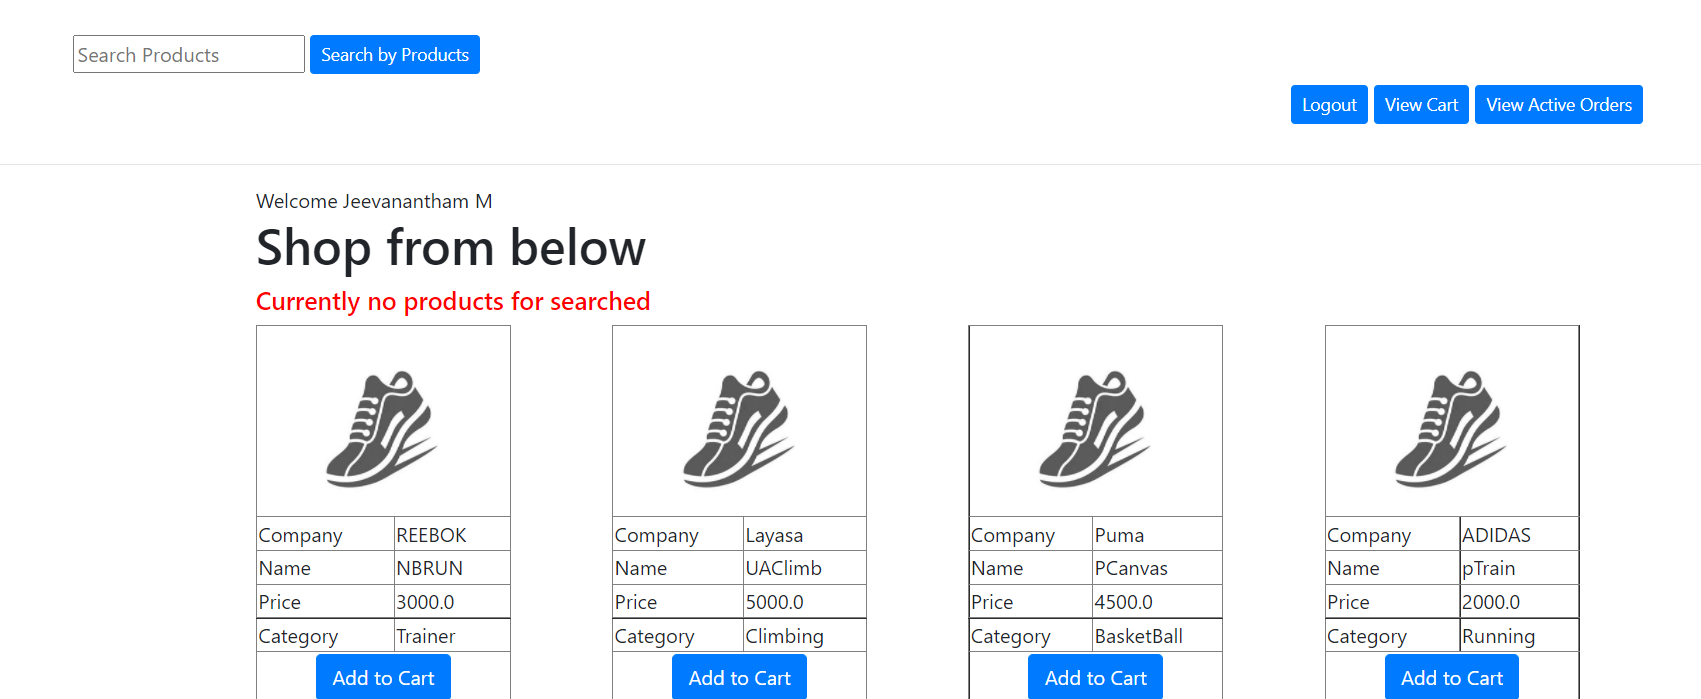 Search Products Search by Products
Logout View Cart View Active Orders
Welcome Jeevanantham M
Shop from below
Currently no products for searched
Company REEBOK
Name NBRUN
Price 3000.0
Category Trainer
Add to Cart
Company Layasa
Name UAClimb
Price 5000.0
Category Climbing
Add to Cart
Company Puma
Name PCanvas
Price 4500.0
Category BasketBall
Add to Cart
Company ADIDAS
Name pTrain
Price 2000.0
Category Running
Add to Cart